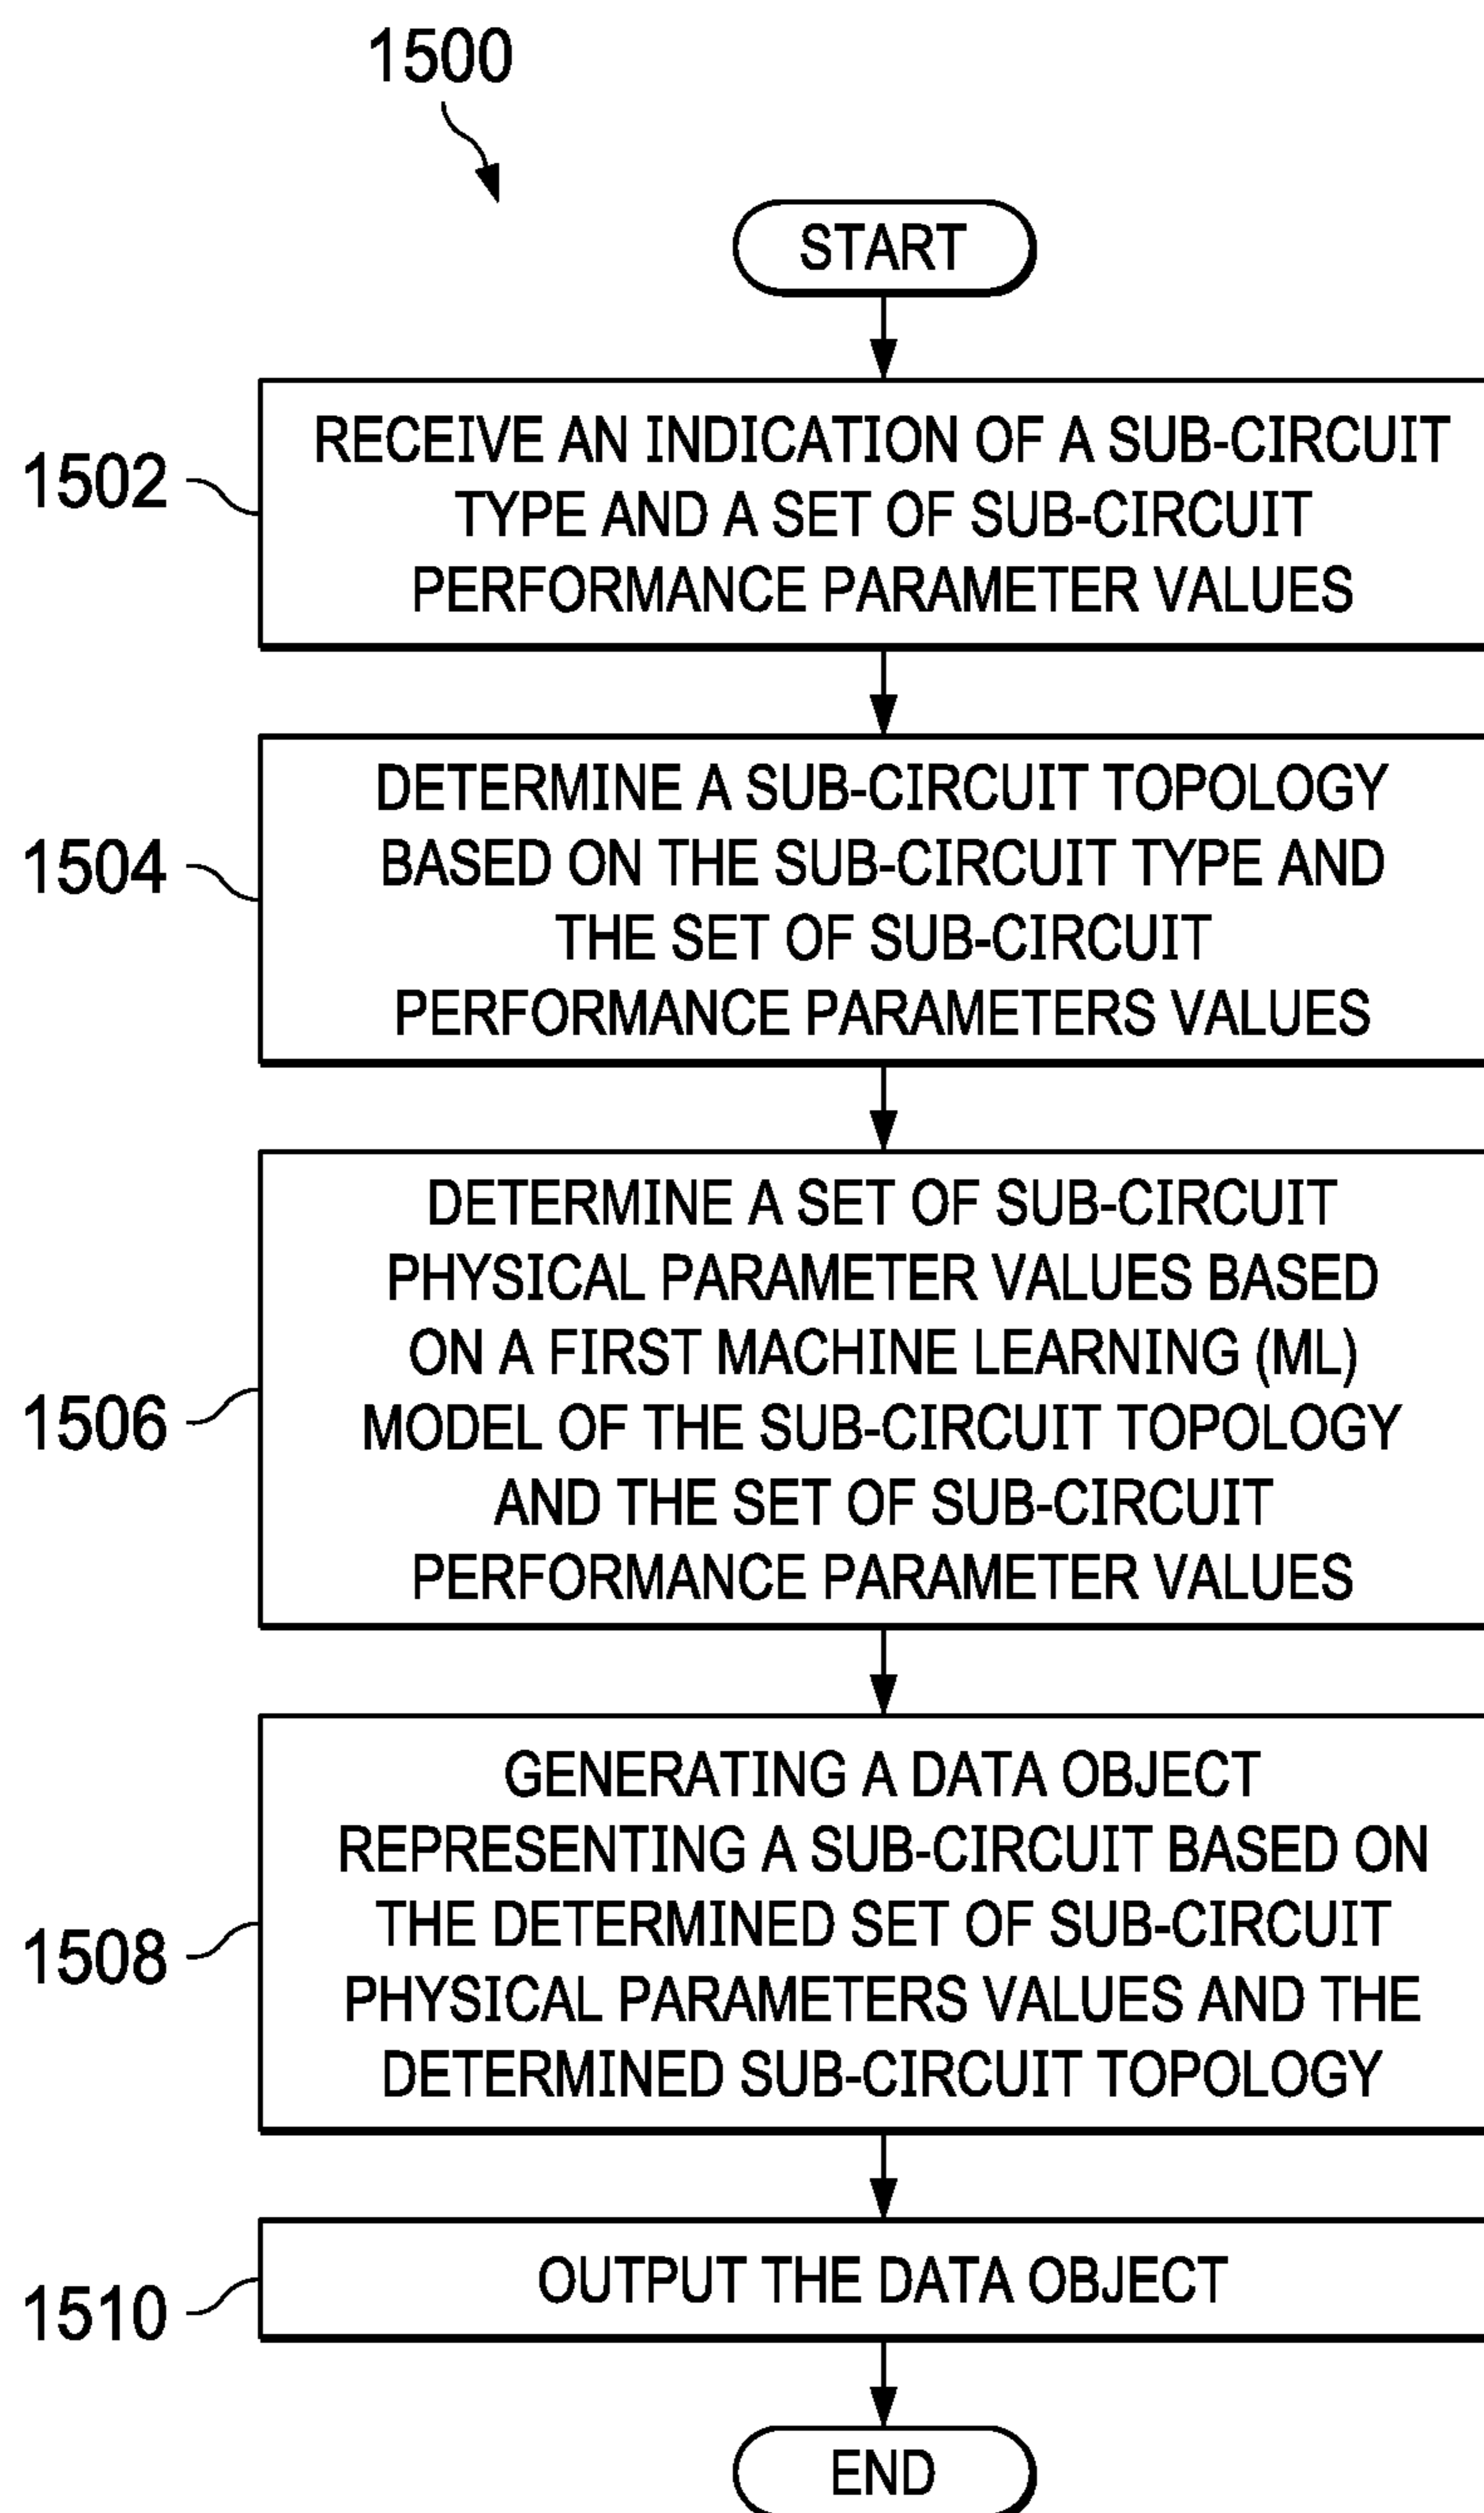 1500
START
1502
RECEIVE AN INDICATION OF A SUB-CIRCUIT
TYPE AND A SET OF SUB-CIRCUIT
PERFORMANCE PARAMETER VALUES
1504
DETERMINE A SUB-CIRCUIT TOPOLOGY
BASED ON THE SUB-CIRCUIT TYPE AND
THE SET OF SUB-CIRCUIT
PERFORMANCE PARAMETERS VALUES
1506
DETERMINE A SET OF SUB-CIRCUIT
PHYSICAL PARAMETER VALUES BASED
ON A FIRST MACHINE LEARNING (ML)
MODEL OF THE SUB-CIRCUIT TOPOLOGY
AND THE SET OF SUB-CIRCUIT
PERFORMANCE PARAMETER VALUES
1508
GENERATING A DATA OBJECT
REPRESENTING A SUB-CIRCUIT BASED ON
THE DETERMINED SET OF SUB-CIRCUIT
PHYSICAL PARAMETERS VALUES AND THE
DETERMINED SUB-CIRCUIT TOPOLOGY
1510
OUTPUT THE DATA OBJECT
END